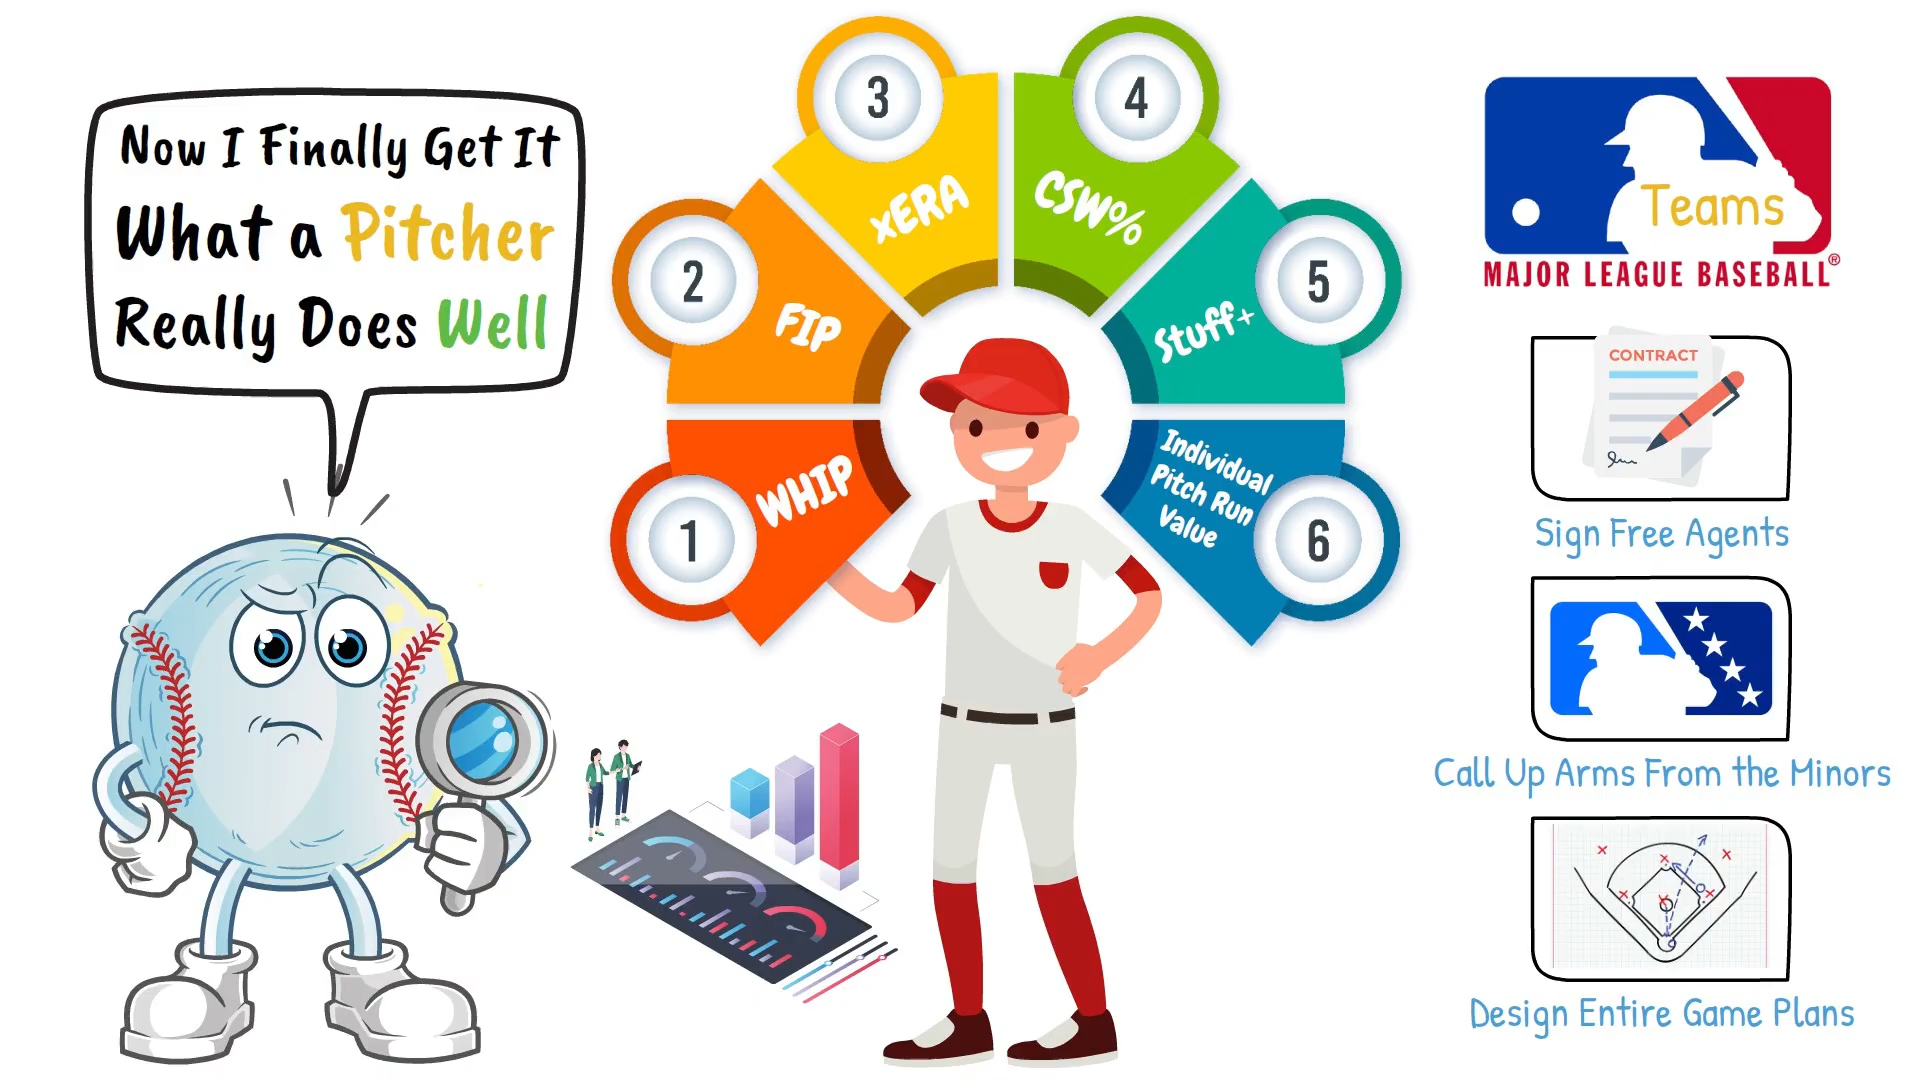 Now I Finally Get It
What a Pitcher
Really Does Well
1
WHIP
2
FIP
3
xERA
4
CSW%
5
Stuff+
6
Individual
Pitch Run
Value
Teams
MAJOR LEAGUE BASEBALL®
CONTRACT
Sign Free Agents
Call Up Arms From the Minors
Design Entire Game Plans